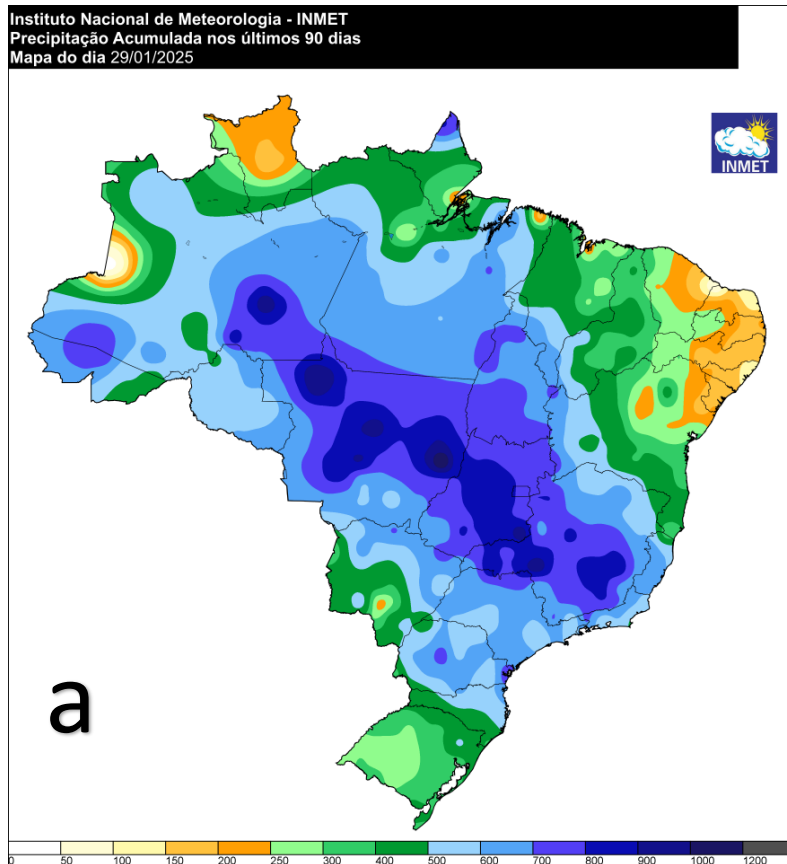 Instituto Nacional de Meteorologia - INMET
Precipitação Acumulada nos últimos 90 dias
Mapa do dia 29/01/2025
INMET
a
0 50 100 150 200 250 300 400 500 600 700 800 900 1000 1200